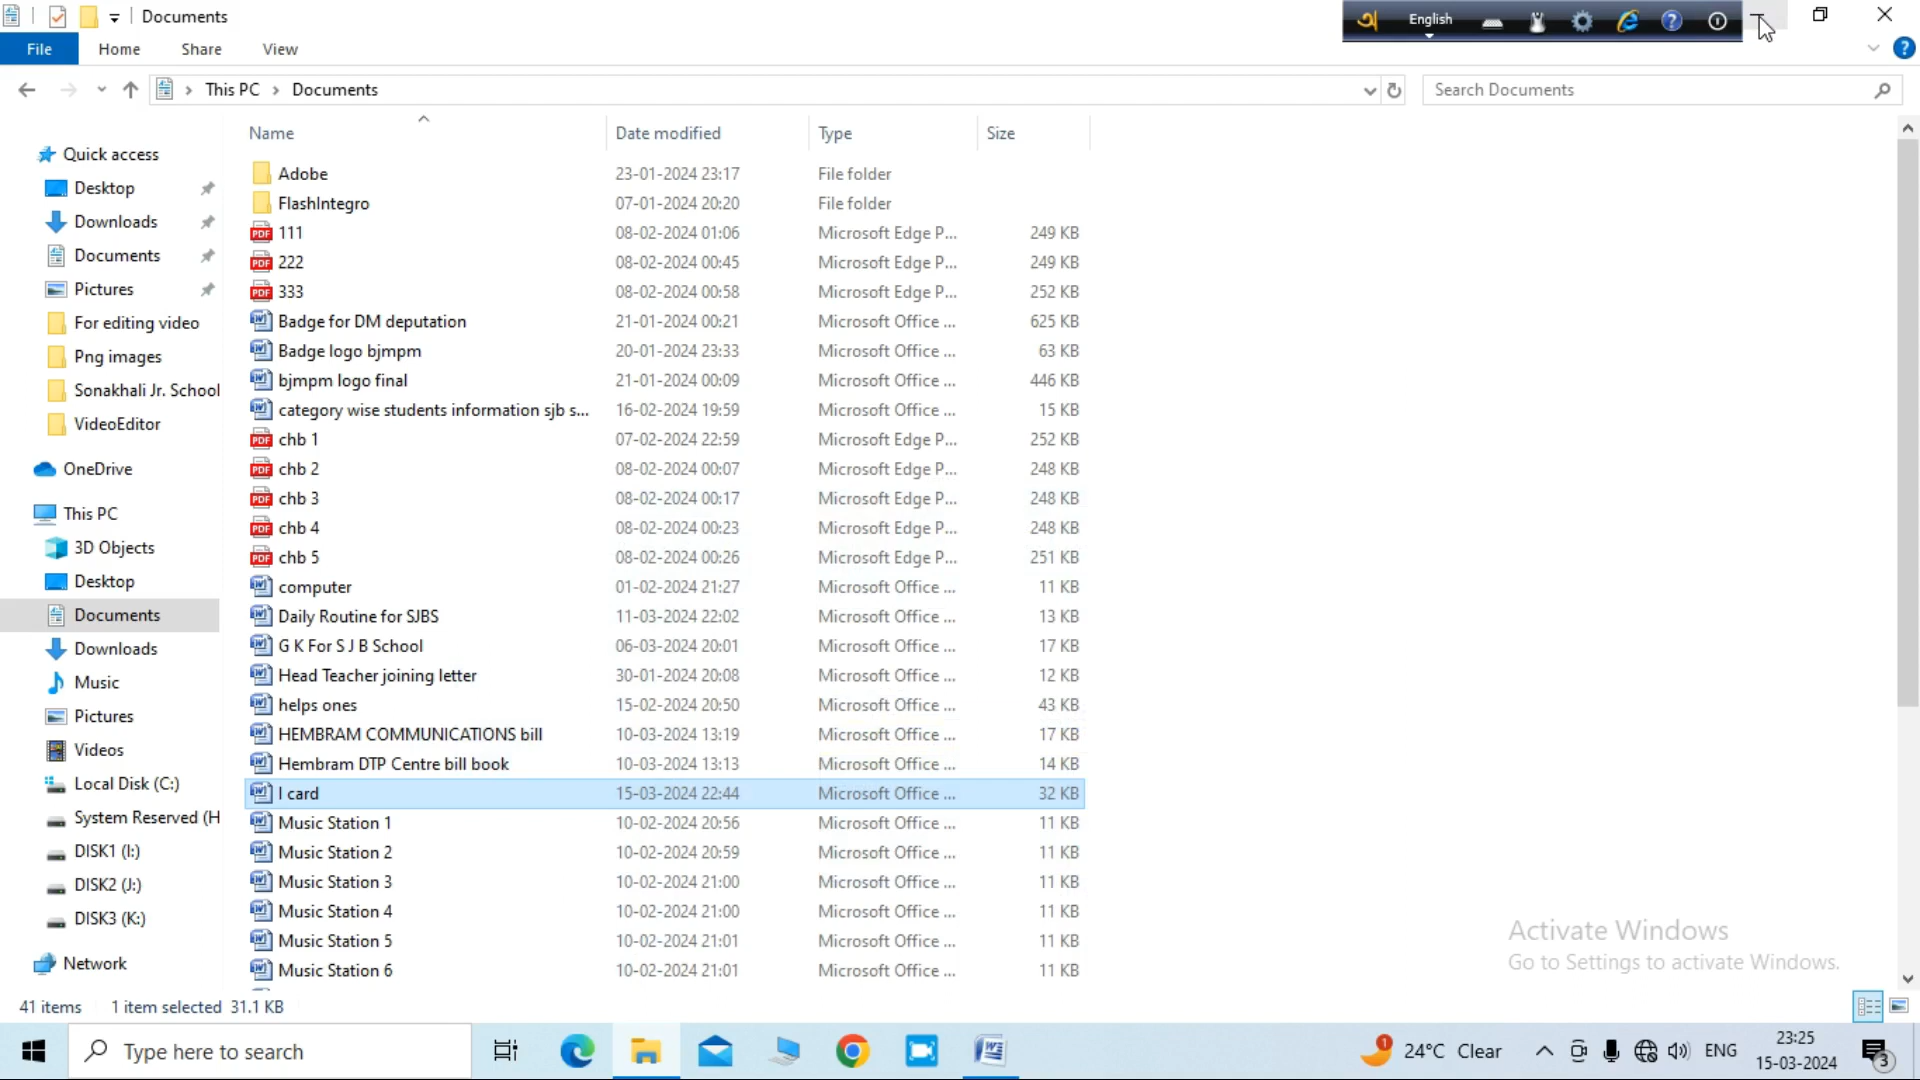 Documents
English
File Home Share View
This PC Documents
Search Documents
Name Date modified Type Size
Quick access
Desktop
Downloads
Documents
Pictures
For editing video
Png images
Sonakhali Jr. School
VideoEditor
OneDrive
This PC
3D Objects
Desktop
Documents
Downloads
Music
Pictures
Videos
Local Disk (C:)
System Reserved (H
DISK1 (I:)
DISK2 (J:)
DISK3 (K:)
Network
Adobe 23-01-2024 23:17 File folder
FlashIntegro 07-01-2024 20:20 File folder
111 08-02-2024 01:06 Microsoft Edge P... 249 KB
222 08-02-2024 00:45 Microsoft Edge P... 249 KB
333 08-02-2024 00:58 Microsoft Edge P... 252 KB
Badge for DM deputation 21-01-2024 00:21 Microsoft Office ... 625 KB
Badge logo bjmpm 20-01-2024 23:33 Microsoft Office ... 63 KB
bjmpm logo final 21-01-2024 00:09 Microsoft Office ... 446 KB
category wise students information sjb s... 16-02-2024 19:59 Microsoft Office ... 15 KB
chb 1 07-02-2024 22:59 Microsoft Edge P... 252 KB
chb 2 08-02-2024 00:07 Microsoft Edge P... 248 KB
chb 3 08-02-2024 00:17 Microsoft Edge P... 248 KB
chb 4 08-02-2024 00:23 Microsoft Edge P... 248 KB
chb 5 08-02-2024 00:26 Microsoft Edge P... 251 KB
computer 01-02-2024 21:27 Microsoft Office ... 11 KB
Daily Routine for SJBS 11-03-2024 22:02 Microsoft Office ... 13 KB
G K For S J B School 06-03-2024 20:01 Microsoft Office ... 17 KB
Head Teacher joining letter 30-01-2024 20:08 Microsoft Office ... 12 KB
helps ones 15-02-2024 20:50 Microsoft Office ... 43 KB
HEMBRAM COMMUNICATIONS bill 10-03-2024 13:19 Microsoft Office ... 17 KB
Hembram DTP Centre bill book 10-03-2024 13:13 Microsoft Office ... 14 KB
I card 15-03-2024 22:44 Microsoft Office ... 32 KB
Music Station 1 10-02-2024 20:56 Microsoft Office ... 11 KB
Music Station 2 10-02-2024 20:59 Microsoft Office ... 11 KB
Music Station 3 10-02-2024 21:00 Microsoft Office ... 11 KB
Music Station 4 10-02-2024 21:00 Microsoft Office ... 11 KB
Music Station 5 10-02-2024 21:01 Microsoft Office ... 11 KB
Music Station 6 10-02-2024 21:01 Microsoft Office ... 11 KB
Activate Windows
Go to Settings to activate Windows.
41 items 1 item selected 31.1 KB
Type here to search
1
24°C Clear
ENG
23:25
15-03-2024
3